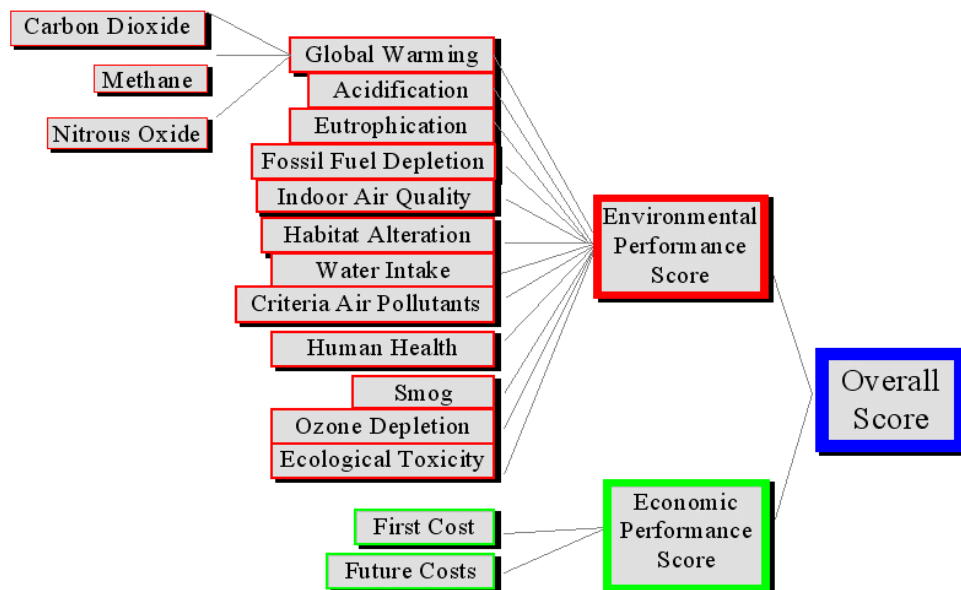 Carbon Dioxide
Methane
Nitrous Oxide
Global Warming
Acidification
Eutrophication
Fossil Fuel Depletion
Indoor Air Quality
Habitat Alteration
Water Intake
Criteria Air Pollutants
Human Health
Smog
Ozone Depletion
Ecological Toxicity
First Cost
Future Costs
Environmental
Performance
Score
Economic
Performance
Score
Overall
Score